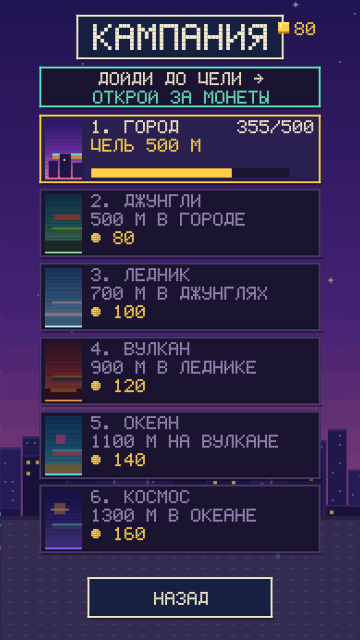 КАМПАНИЯ
80
ДОЙДИ ДО ЦЕЛИ →
ОТКРОЙ ЗА МОНЕТЫ
1. ГОРОД 355/500
ЦЕЛЬ 500 М
2. ДЖУНГЛИ
500 М В ГОРОДЕ
80
3. ЛЕДНИК
700 М В ДЖУНГЛЯХ
100
4. ВУЛКАН
900 М В ЛЕДНИКЕ
120
5. ОКЕАН
1100 М НА ВУЛКАНЕ
140
6. КОСМОС
1300 М В ОКЕАНЕ
160
НАЗАД